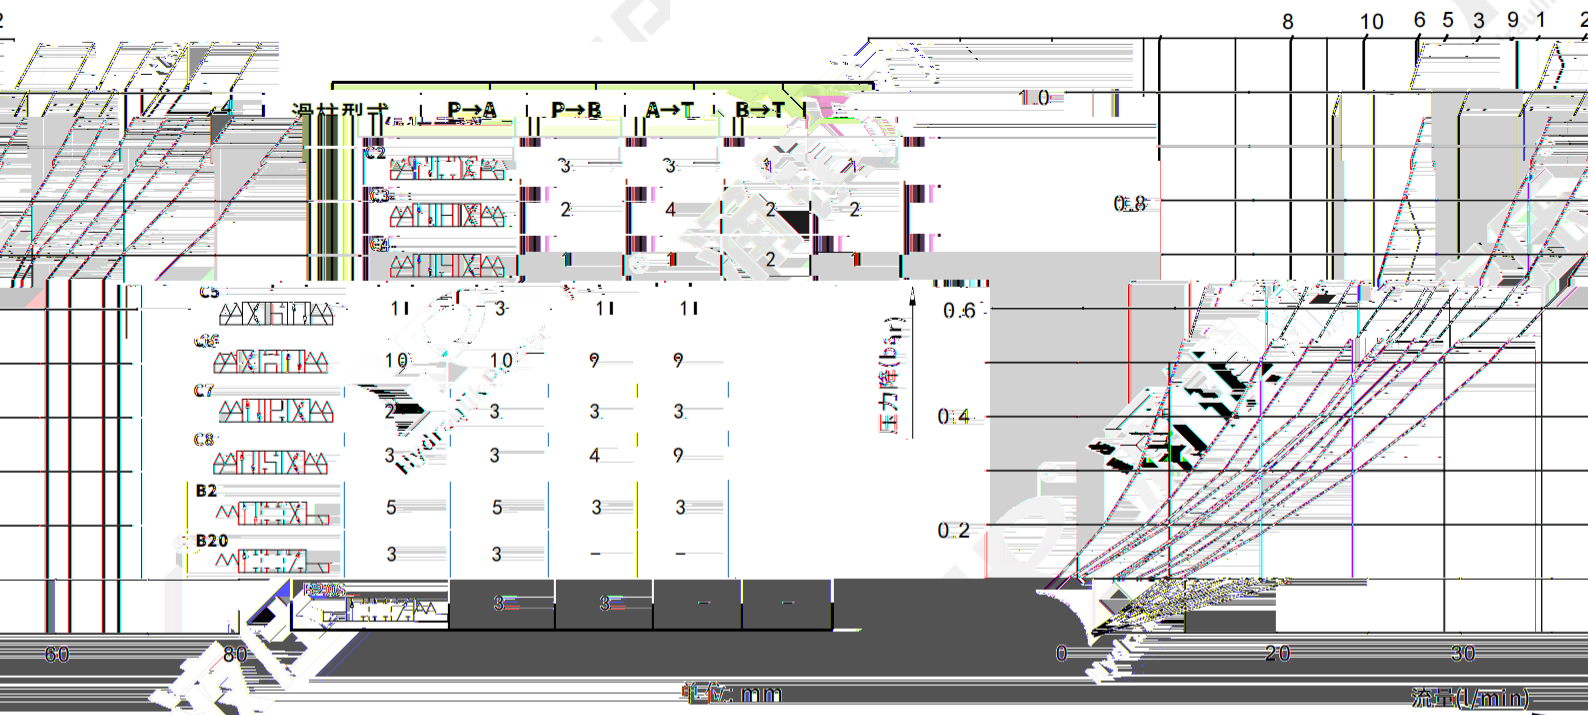 2
8 10 6 5 3 9 1 2
滑柱型式 P→A P→B A→T B→T
1.0
C2 3 3 1 1
C3 2 4 2 2
0.8
C4 1 1 2 1
C5 11 3 11 11
0.6
C6 10 10 9 9
C7 2 3 3 3
0.4
C8 3 3 4 9
压力降(bar)
B2 5 5 3 3
0.2
B20 3 3 – –
3 3 – –
60 80 0 20 30
mm
流量(l/min)
Hydraulic